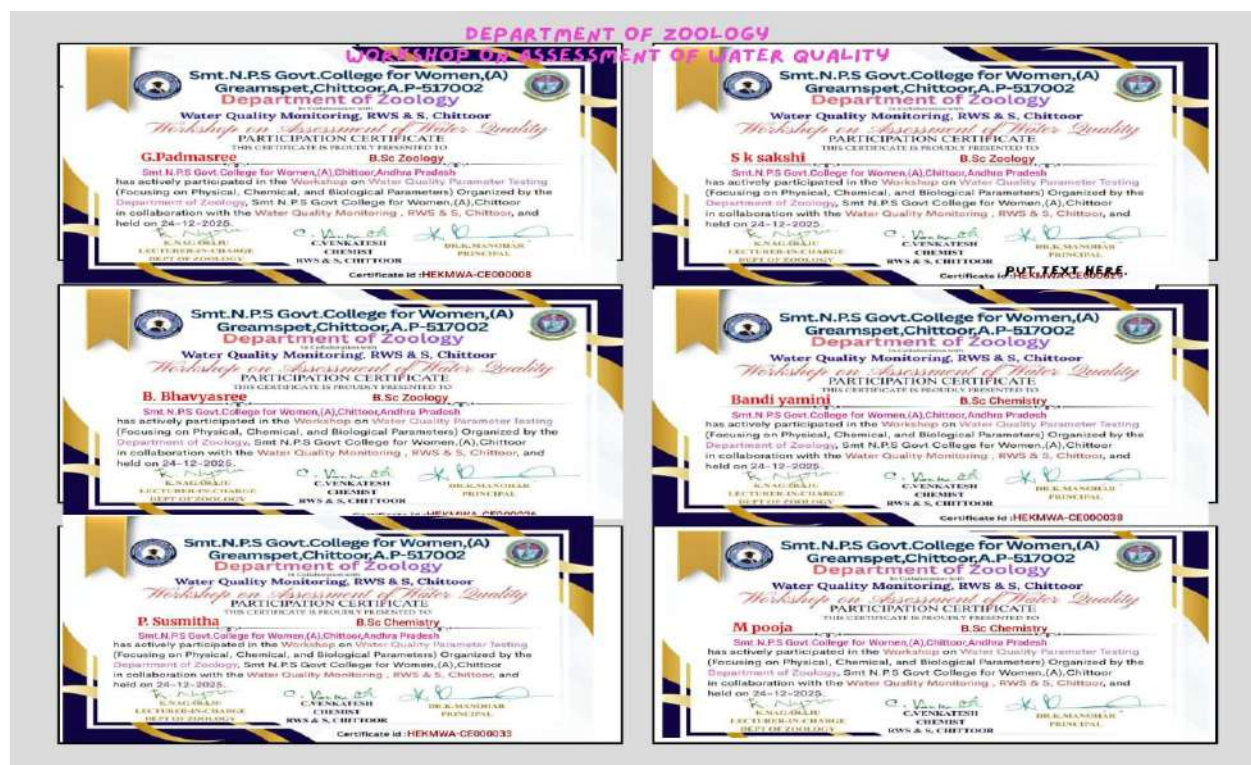 DEPARTMENT OF ZOOLOGY
WORKSHOP ON ASSESSMENT OF WATER QUALITY
Smt.N.P.S Govt.College for Women,(A)
Greamspet,Chittoor,A.P-517002
Department of Zoology
In Collaboration with
Water Quality Monitoring, RWS & S, Chittoor
Workshop on Assessment of Water Quality
PARTICIPATION CERTIFICATE
THIS CERTIFICATE IS PROUDLY PRESENTED TO
G.Padmasree B.Sc Zoology
Smt.N.P.S Govt.College for Women,(A),Chittoor,Andhra Pradesh
has actively participated in the Workshop on Water Quality Parameter Testing
(Focusing on Physical, Chemical, and Biological Parameters) Organized by the
Department of Zoology, Smt N.P.S Govt College for Women,(A),Chittoor
in collaboration with the Water Quality Monitoring , RWS & S, Chittoor, and
held on 24-12-2025.
K.NAGARAJU C.VENKATESH DR.K.MANOHAR
LECTURER-IN-CHARGE CHEMIST PRINCIPAL
DEPT OF ZOOLOGY RWS & S, CHITTOOR
Certificate id :HEKMWA-CE000008
Smt.N.P.S Govt.College for Women,(A)
Greamspet,Chittoor,A.P-517002
Department of Zoology
In Collaboration with
Water Quality Monitoring, RWS & S, Chittoor
Workshop on Assessment of Water Quality
PARTICIPATION CERTIFICATE
THIS CERTIFICATE IS PROUDLY PRESENTED TO
S k sakshi B.Sc Zoology
Smt.N.P.S Govt.College for Women,(A),Chittoor,Andhra Pradesh
has actively participated in the Workshop on Water Quality Parameter Testing
(Focusing on Physical, Chemical, and Biological Parameters) Organized by the
Department of Zoology, Smt N.P.S Govt College for Women,(A),Chittoor
in collaboration with the Water Quality Monitoring , RWS & S, Chittoor, and
held on 24-12-2025.
K.NAGARAJU C.VENKATESH DR.K.MANOHAR
LECTURER-IN-CHARGE CHEMIST PRINCIPAL
DEPT OF ZOOLOGY RWS & S, CHITTOOR
PUT TEXT HERE.
Certificate id
Smt.N.P.S Govt.College for Women,(A)
Greamspet,Chittoor,A.P-517002
Department of Zoology
In Collaboration with
Water Quality Monitoring, RWS & S, Chittoor
Workshop on Assessment of Water Quality
PARTICIPATION CERTIFICATE
THIS CERTIFICATE IS PROUDLY PRESENTED TO
B. Bhavyasree B.Sc Zoology
Smt.N.P.S Govt.College for Women,(A),Chittoor,Andhra Pradesh
has actively participated in the Workshop on Water Quality Parameter Testing
(Focusing on Physical, Chemical, and Biological Parameters) Organized by the
Department of Zoology, Smt N.P.S Govt College for Women,(A),Chittoor
in collaboration with the Water Quality Monitoring , RWS & S, Chittoor, and
held on 24-12-2025.
K.NAGARAJU C.VENKATESH DR.K.MANOHAR
LECTURER-IN-CHARGE CHEMIST PRINCIPAL
DEPT OF ZOOLOGY RWS & S, CHITTOOR
Smt.N.P.S Govt.College for Women,(A)
Greamspet,Chittoor,A.P-517002
Department of Zoology
In Collaboration with
Water Quality Monitoring, RWS & S, Chittoor
Workshop on Assessment of Water Quality
PARTICIPATION CERTIFICATE
THIS CERTIFICATE IS PROUDLY PRESENTED TO
Bandi yamini B.Sc Chemistry
Smt.N.P.S Govt.College for Women,(A),Chittoor,Andhra Pradesh
has actively participated in the Workshop on Water Quality Parameter Testing
(Focusing on Physical, Chemical, and Biological Parameters) Organized by the
Department of Zoology, Smt N.P.S Govt College for Women,(A),Chittoor
in collaboration with the Water Quality Monitoring , RWS & S, Chittoor, and
held on 24-12-2025.
K.NAGARAJU C.VENKATESH DR.K.MANOHAR
LECTURER-IN-CHARGE CHEMIST PRINCIPAL
DEPT OF ZOOLOGY RWS & S, CHITTOOR
Certificate id :HEKMWA-CE000038
Smt.N.P.S Govt.College for Women,(A)
Greamspet,Chittoor,A.P-517002
Department of Zoology
In Collaboration with
Water Quality Monitoring, RWS & S, Chittoor
Workshop on Assessment of Water Quality
PARTICIPATION CERTIFICATE
THIS CERTIFICATE IS PROUDLY PRESENTED TO
P. Susmitha B.Sc Chemistry
Smt.N.P.S Govt.College for Women,(A),Chittoor,Andhra Pradesh
has actively participated in the Workshop on Water Quality Parameter Testing
(Focusing on Physical, Chemical, and Biological Parameters) Organized by the
Department of Zoology, Smt N.P.S Govt College for Women,(A),Chittoor
in collaboration with the Water Quality Monitoring , RWS & S, Chittoor, and
held on 24-12-2025.
K.NAGARAJU C.VENKATESH DR.K.MANOHAR
LECTURER-IN-CHARGE CHEMIST PRINCIPAL
DEPT OF ZOOLOGY RWS & S, CHITTOOR
Certificate id :HEKMWA-CE000033
Smt.N.P.S Govt.College for Women,(A)
Greamspet,Chittoor,A.P-517002
Department of Zoology
In Collaboration with
Water Quality Monitoring, RWS & S, Chittoor
Workshop on Assessment of Water Quality
PARTICIPATION CERTIFICATE
THIS CERTIFICATE IS PROUDLY PRESENTED TO
M pooja B.Sc Chemistry
Smt.N.P.S Govt.College for Women,(A),Chittoor,Andhra Pradesh
has actively participated in the Workshop on Water Quality Parameter Testing
(Focusing on Physical, Chemical, and Biological Parameters) Organized by the
Department of Zoology, Smt N.P.S Govt College for Women,(A),Chittoor
in collaboration with the Water Quality Monitoring , RWS & S, Chittoor, and
held on 24-12-2025.
K.NAGARAJU C.VENKATESH DR.K.MANOHAR
LECTURER-IN-CHARGE CHEMIST PRINCIPAL
DEPT OF ZOOLOGY RWS & S, CHITTOOR